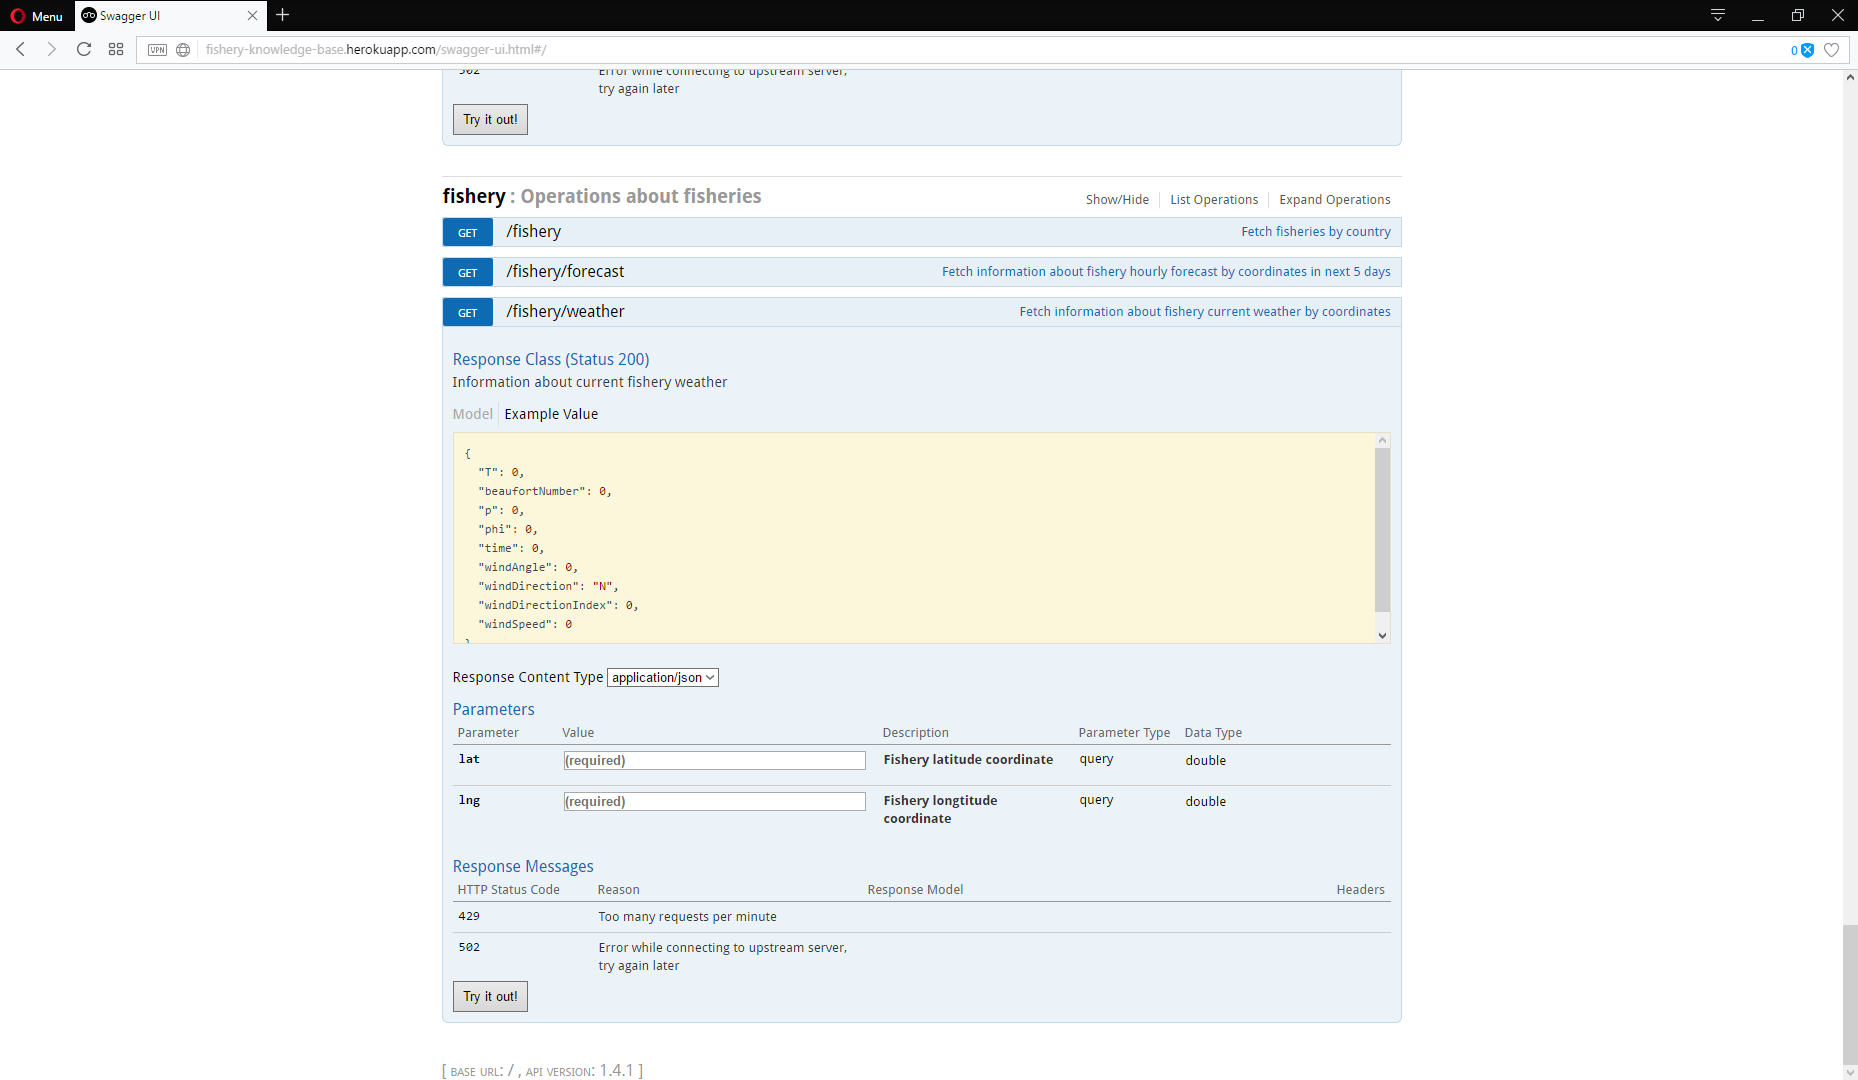 Menu
Swagger UI
VPN
fishery-knowledge-base.herokuapp.com/swagger-ui.html#/
0
502 Error while connecting to upstream server,
try again later
Try it out!
fishery : Operations about fisheries
Show/Hide List Operations Expand Operations
GET /fishery Fetch fisheries by country
GET /fishery/forecast Fetch information about fishery hourly forecast by coordinates in next 5 days
GET /fishery/weather Fetch information about fishery current weather by coordinates
Response Class (Status 200)
Information about current fishery weather
Model Example Value
{
"T": 0,
"beaufortNumber": 0,
"p": 0,
"phi": 0,
"time": 0,
"windAngle": 0,
"windDirection": "N",
"windDirectionIndex": 0,
"windSpeed": 0
}
Response Content Type application/json
Parameters
Parameter Value Description Parameter Type Data Type
lat (required) Fishery latitude coordinate query double
lng (required) Fishery longtitude coordinate query double
Response Messages
HTTP Status Code Reason Response Model Headers
429 Too many requests per minute
502 Error while connecting to upstream server,
try again later
Try it out!
[ BASE URL: / , API VERSION: 1.4.1 ]